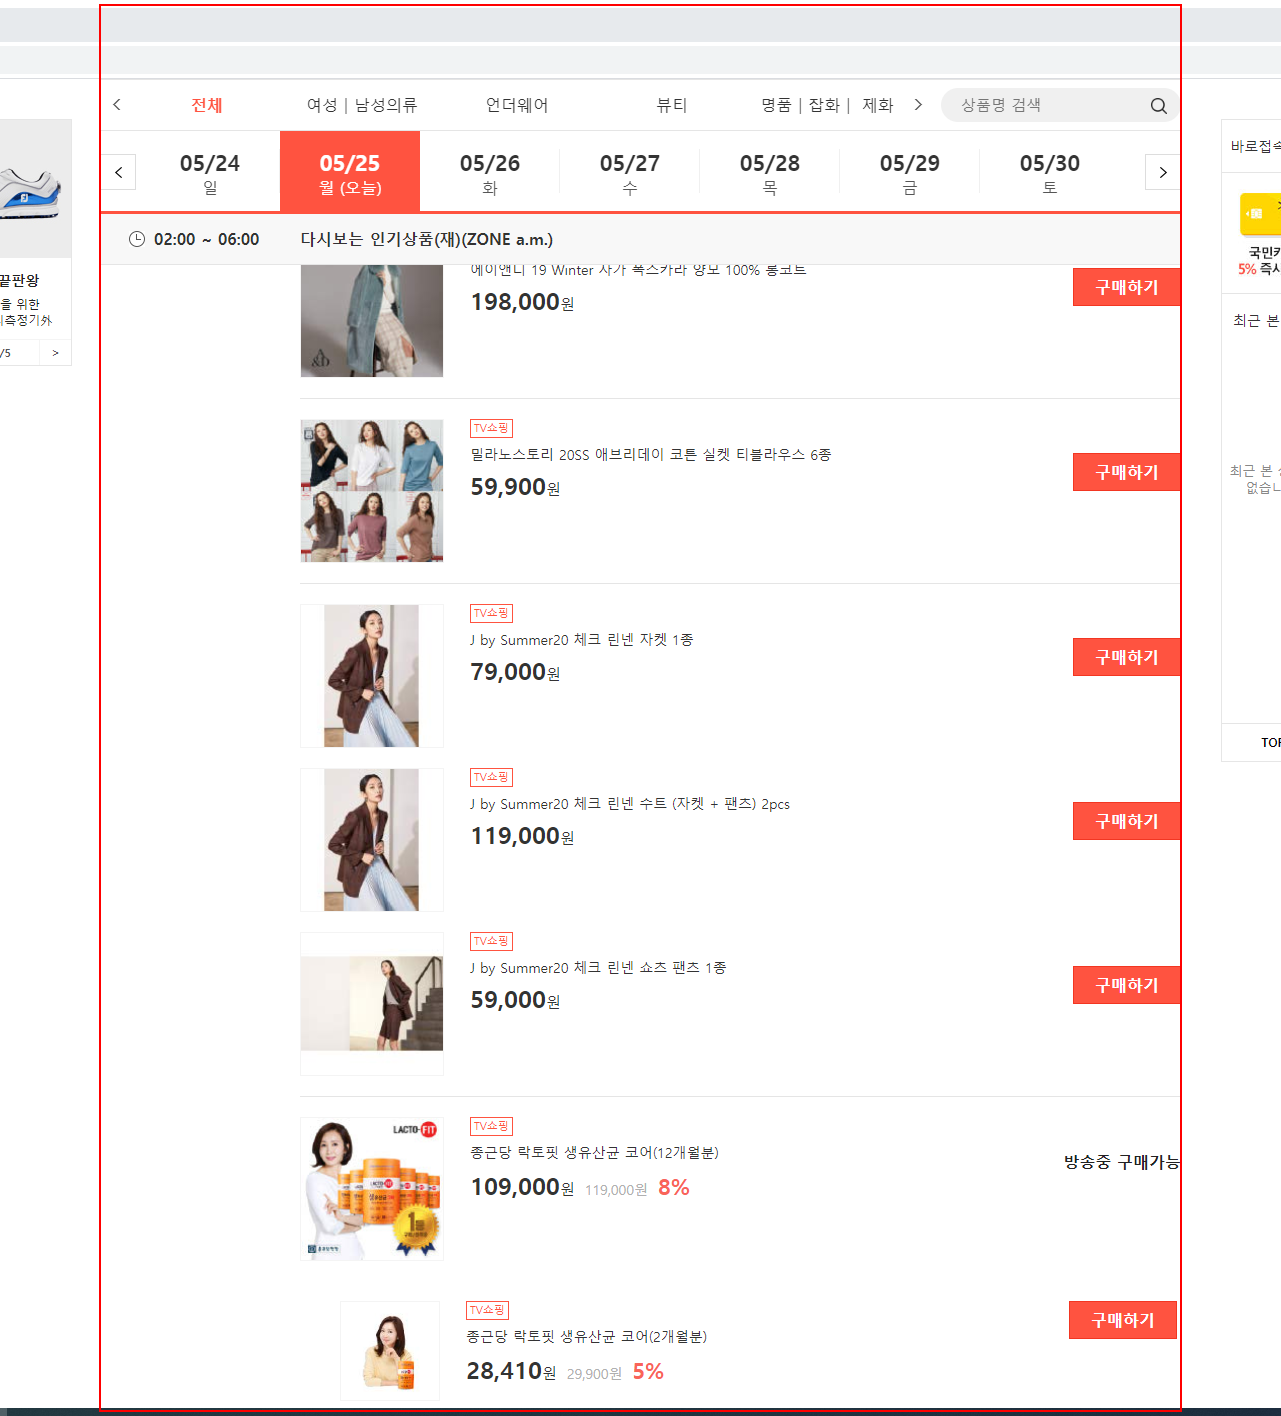 전체
여성 | 남성의류
언더웨어
뷰티
명품 | 잡화 | 제화
상품명 검색
05/24
일
05/25
월 (오늘)
05/26
화
05/27
수
05/28
목
05/29
금
05/30
토
02:00 ~ 06:00 다시보는 인기상품(재)(ZONE a.m.)
에이앤디 19 Winter 사가 폭스카라 양모 100% 롱코트
198,000원
구매하기
A&D
TV쇼핑
밀라노스토리 20SS 애브리데이 코튼 실켓 티블라우스 6종
59,900원
구매하기
TV쇼핑
J by Summer20 체크 린넨 자켓 1종
79,000원
구매하기
TV쇼핑
J by Summer20 체크 린넨 수트 (자켓 + 팬츠) 2pcs
119,000원
구매하기
TV쇼핑
J by Summer20 체크 린넨 쇼츠 팬츠 1종
59,000원
구매하기
LACTO-FIT
TV쇼핑
종근당 락토핏 생유산균 코어(12개월분)
109,000원 119,000원 8%
방송중 구매가능
TV쇼핑
종근당 락토핏 생유산균 코어(2개월분)
28,410원 29,900원 5%
구매하기
끝판왕
을 위한
측정기外
/5 >
바로접속
국민카
5% 즉시
최근 본
최근 본
없습니
TOP